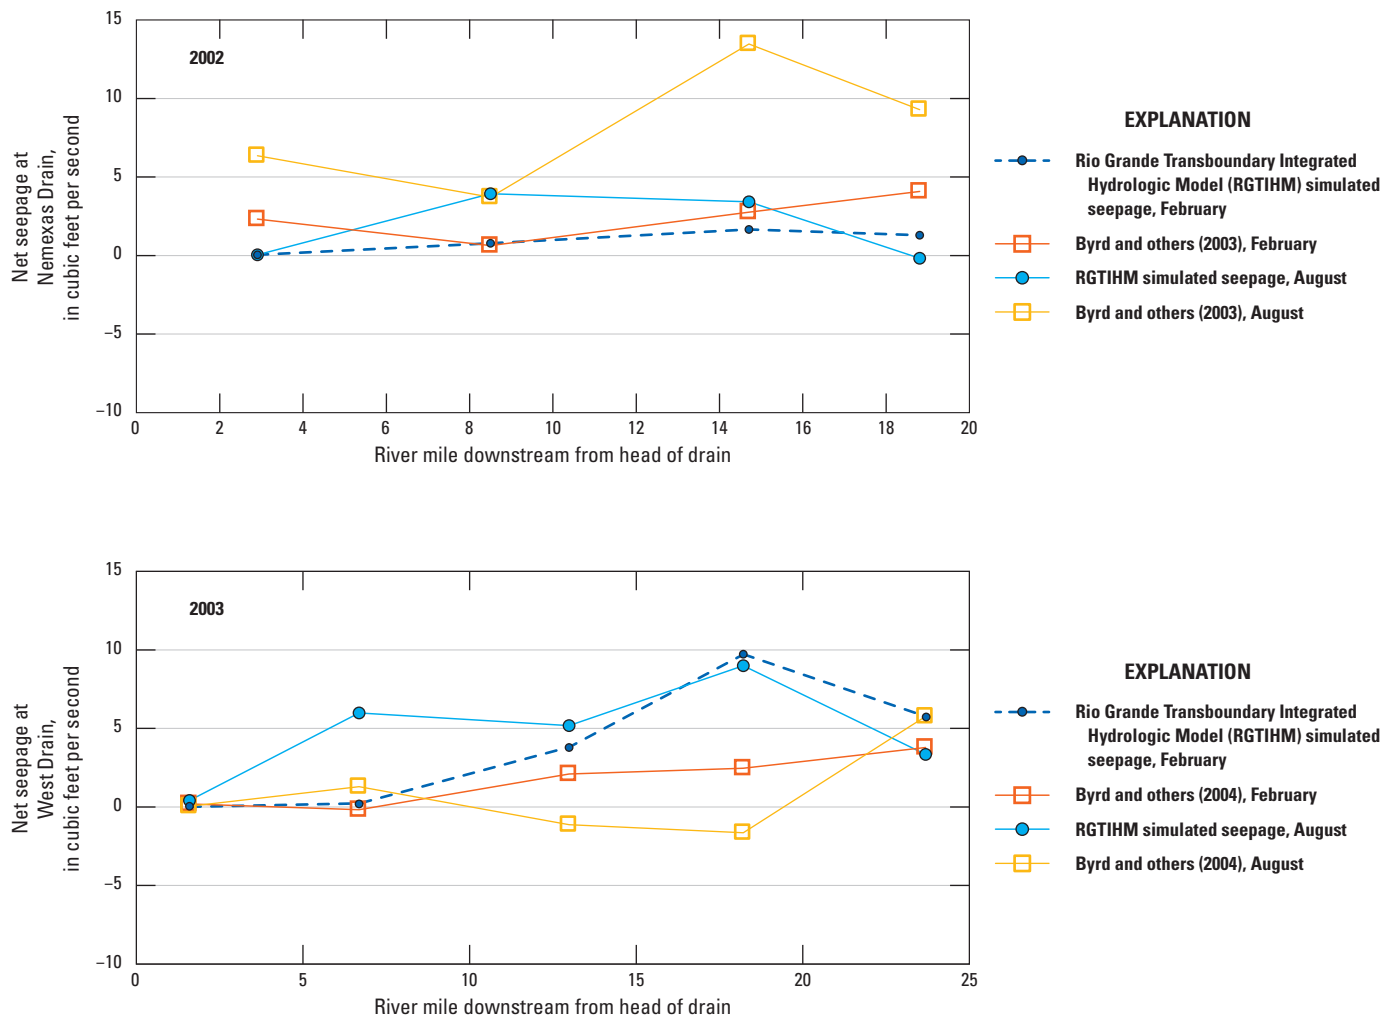 Net seepage at
Nemexas Drain,
in cubic feet per second
15
10
5
0
–5
–10
2002
0 2 4 6 8 10 12 14 16 18 20
River mile downstream from head of drain
EXPLANATION
Rio Grande Transboundary Integrated
Hydrologic Model (RGTIHM) simulated
seepage, February
Byrd and others (2003), February
RGTIHM simulated seepage, August
Byrd and others (2003), August
Net seepage at
West Drain,
in cubic feet per second
15
10
5
0
–5
–10
2003
0 5 10 15 20 25
River mile downstream from head of drain
EXPLANATION
Rio Grande Transboundary Integrated
Hydrologic Model (RGTIHM) simulated
seepage, February
Byrd and others (2004), February
RGTIHM simulated seepage, August
Byrd and others (2004), August